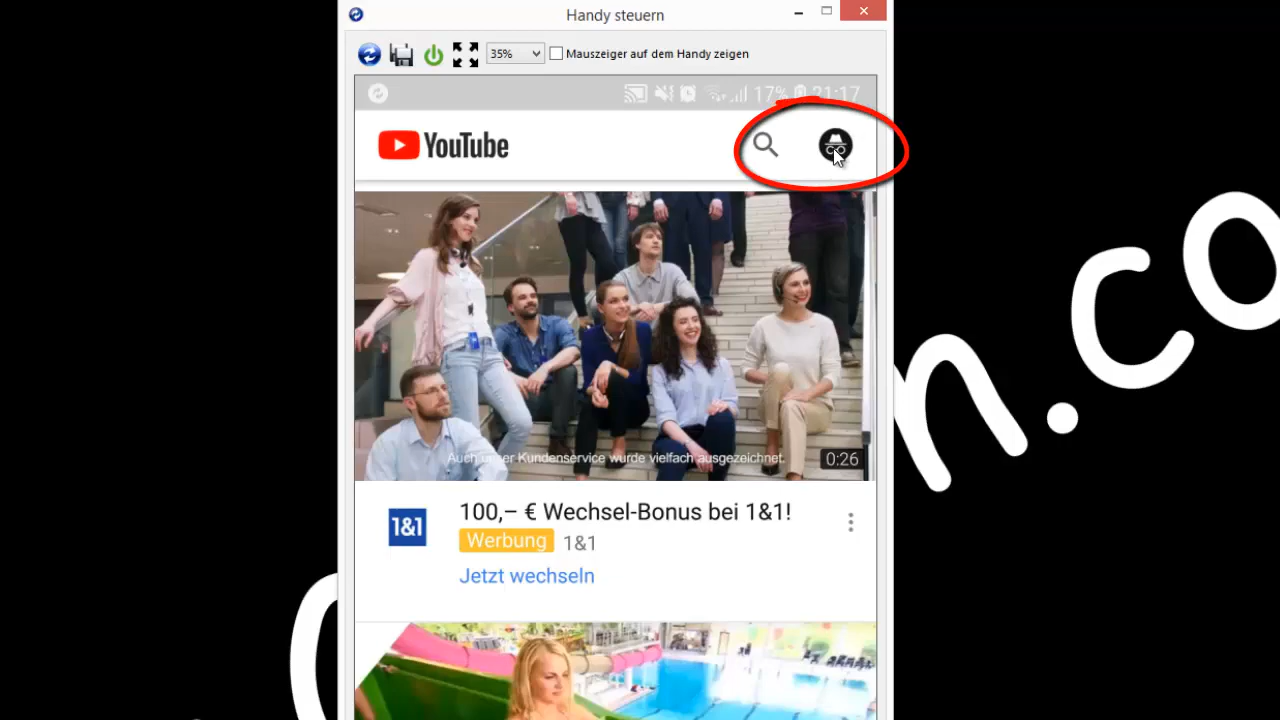 Handy steuern
35%
Mauszeiger auf dem Handy zeigen
17% 21:17
YouTube
Auch unser Kundenservice wurde vielfach ausgezeichnet.
0:26
1&1
100,– € Wechsel-Bonus bei 1&1!
Werbung 1&1
Jetzt wechseln
n.co